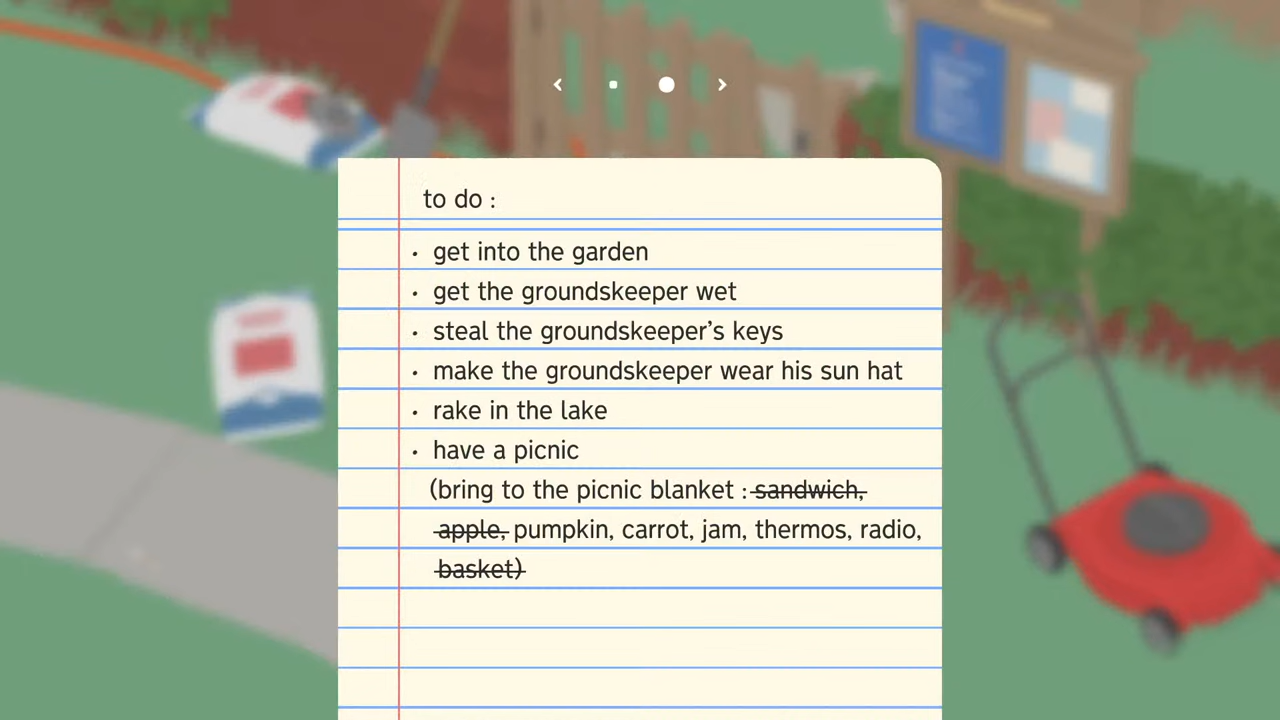 to do :
• get into the garden
• get the groundskeeper wet
• steal the groundskeeper’s keys
• make the groundskeeper wear his sun hat
• rake in the lake
• have a picnic
(bring to the picnic blanket : sandwich,
apple, pumpkin, carrot, jam, thermos, radio,
basket)